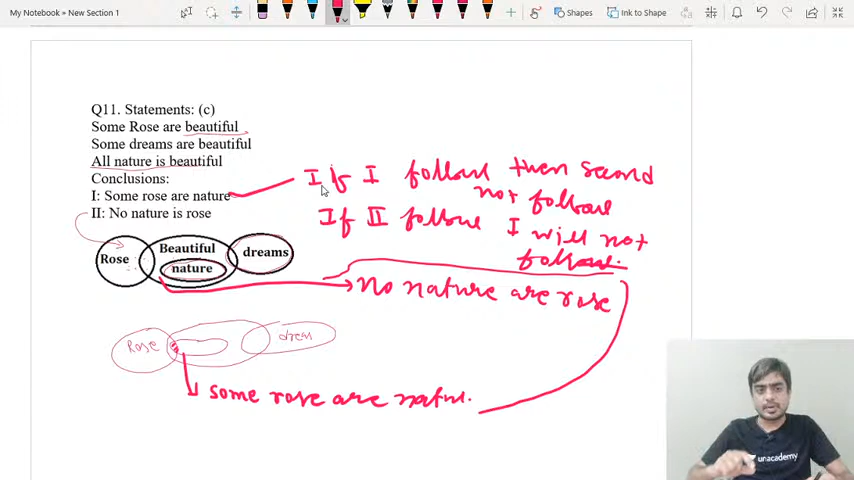 My Notebook » New Section 1
Shapes
Ink to Shape
Q11. Statements: (c)
Some Rose are beautiful
Some dreams are beautiful
All nature is beautiful
Conclusions:
I: Some rose are nature
II: No nature is rose
If I follow then second
not follow
If II follow I will not
follow.
Rose
Beautiful
nature
dreams
No nature are rose
Rose
dream
some rose are natur.
unacademy